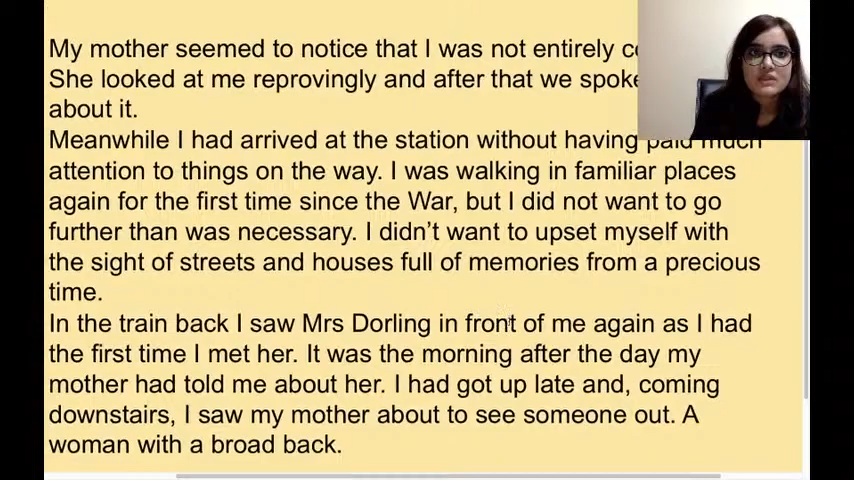 My mother seemed to notice that I was not entirely
She looked at me reprovingly and after that we spoke
about it.
Meanwhile I had arrived at the station without having paid much
attention to things on the way. I was walking in familiar places
again for the first time since the War, but I did not want to go
further than was necessary. I didn’t want to upset myself with
the sight of streets and houses full of memories from a precious
time.
In the train back I saw Mrs Dorling in front of me again as I had
the first time I met her. It was the morning after the day my
mother had told me about her. I had got up late and, coming
downstairs, I saw my mother about to see someone out. A
woman with a broad back.